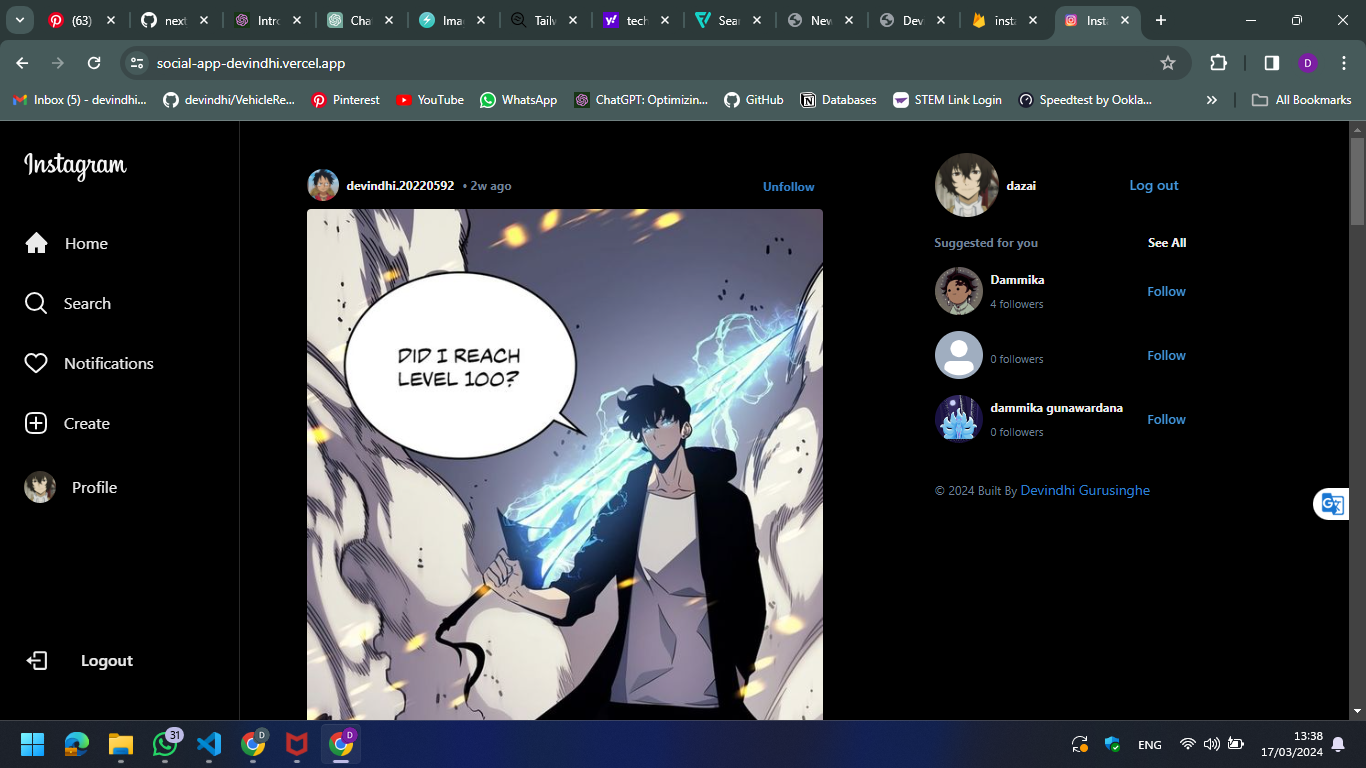 (63)
next
Intro
Cha
Ima
Tailw
tech
Sear
New
Dev
insta
Insta
social-app-devindhi.vercel.app
D
Inbox (5) - devindhi...
devindhi/VehicleRe...
Pinterest
YouTube
WhatsApp
ChatGPT: Optimizin...
GitHub
Databases
STEM Link Login
Speedtest by Ookla...
All Bookmarks
Instagram
Home
Search
Notifications
Create
Profile
Logout
devindhi.20220592 • 2w ago
Unfollow
DID I REACH
LEVEL 100?
dazai
Log out
Suggested for you
See All
Dammika
4 followers
Follow
0 followers
Follow
dammika gunawardana
0 followers
Follow
© 2024 Built By Devindhi Gurusinghe
31
D
D
ENG
13:38
17/03/2024